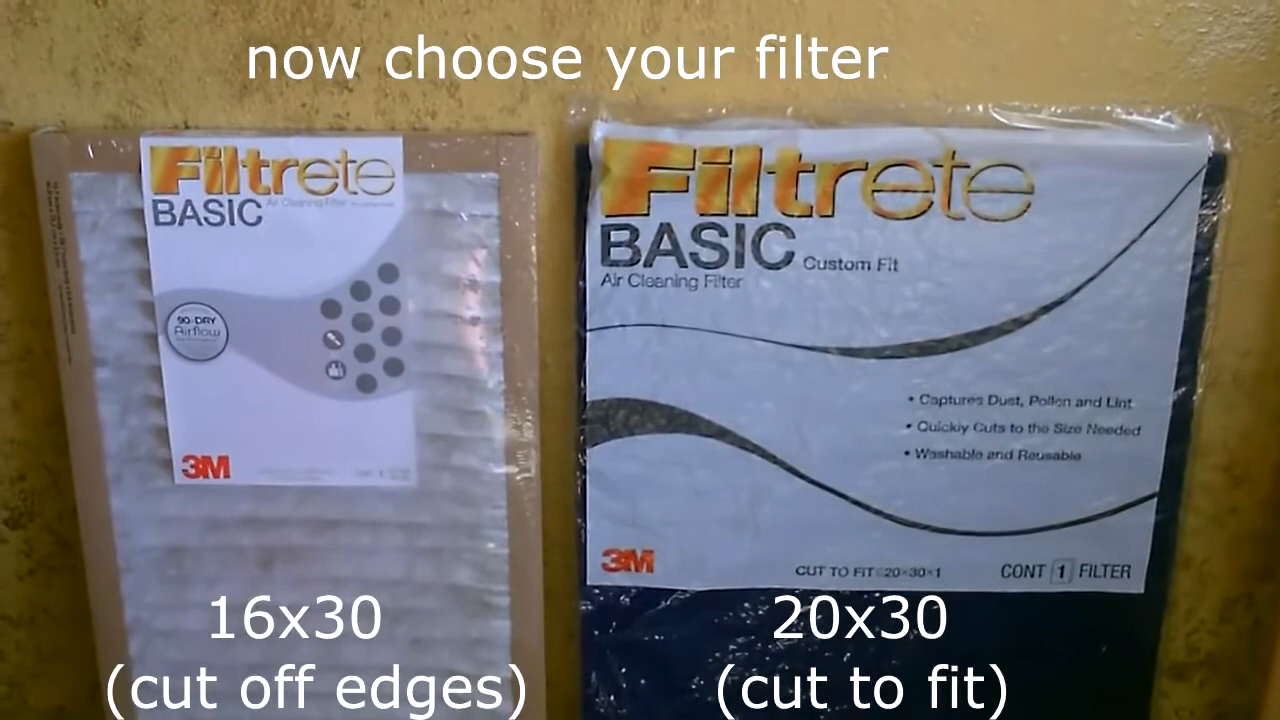 now choose your filter
Filtrete
BASIC
Air Cleaning Filter
90-DAY
Airflow
3M
Filtrete
BASIC Custom Fit
Air Cleaning Filter
• Captures Dust, Pollen and Lint
• Quickly Cuts to the Size Needed
• Washable and Reusable
3M
CUT TO FIT 20×30×1
CONT 1 FILTER
16x30
(cut off edges)
20x30
(cut to fit)